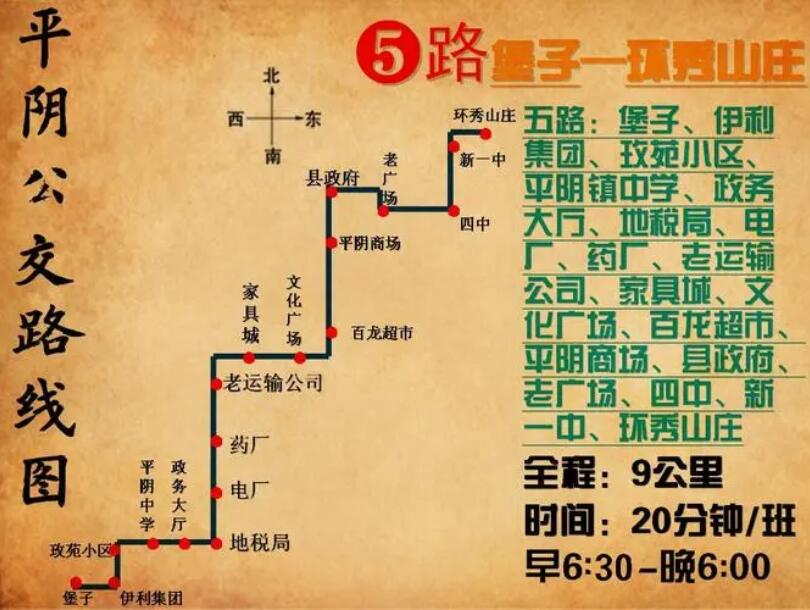 平阴公交路线图
5路堡子—环秀山庄
北
西 东
南
五路：堡子、伊利
集团、玫苑小区、
平阴镇中学、政务
大厅、地税局、电
厂、药厂、老运输
公司、家具城、文
化广场、百龙超市、
平阴商场、县政府、
老广场、四中、新
一中、环秀山庄
全程：9公里
时间：20分钟/班
早6:30-晚6:00
环秀山庄
新一中
四中
老广场
县政府
平阴商场
百龙超市
文化广场
家具城
老运输公司
药厂
电厂
地税局
政务大厅
平阴中学
玫苑小区
伊利集团
堡子